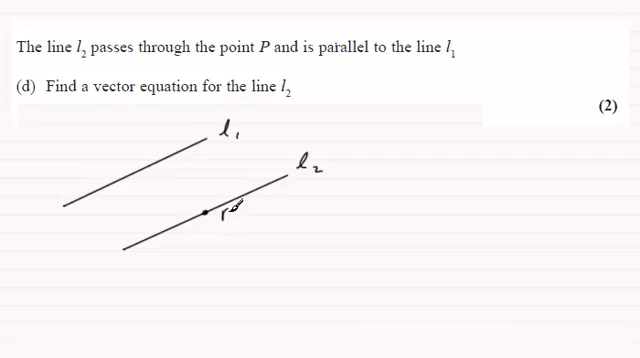 The line l₂ passes through the point P and is parallel to the line l₁
(d) Find a vector equation for the line l₂
(2)
l₁
l₂